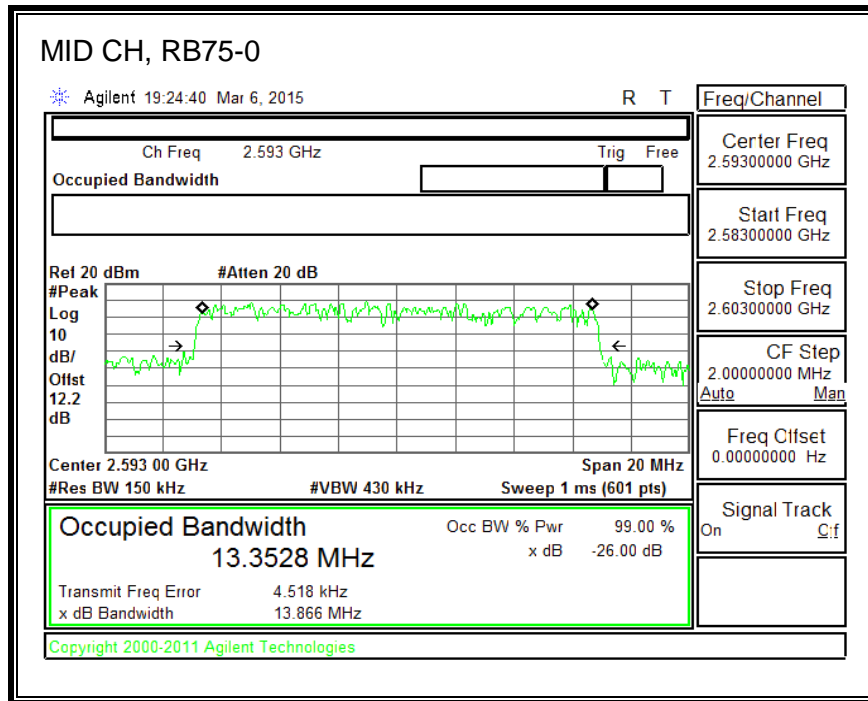 MID CH, RB75-0
Agilent 19:24:40 Mar 6, 2015 R T
Freq/Channel
Ch Freq 2.593 GHz Trig Free
Occupied Bandwidth
Center Freq
2.59300000 GHz
Start Freq
2.58300000 GHz
Stop Freq
2.60300000 GHz
CF Step
2.00000000 MHz
Auto Man
Freq Offset
0.00000000 Hz
Signal Track
On Off
Ref 20 dBm #Atten 20 dB
#Peak
Log
10
dB/
Offst
12.2
dB
Center 2.593 00 GHz Span 20 MHz
#Res BW 150 kHz #VBW 430 kHz Sweep 1 ms (601 pts)
Occupied Bandwidth
13.3528 MHz
Occ BW % Pwr 99.00 %
x dB -26.00 dB
Transmit Freq Error 4.518 kHz
x dB Bandwidth 13.866 MHz
Copyright 2000-2011 Agilent Technologies